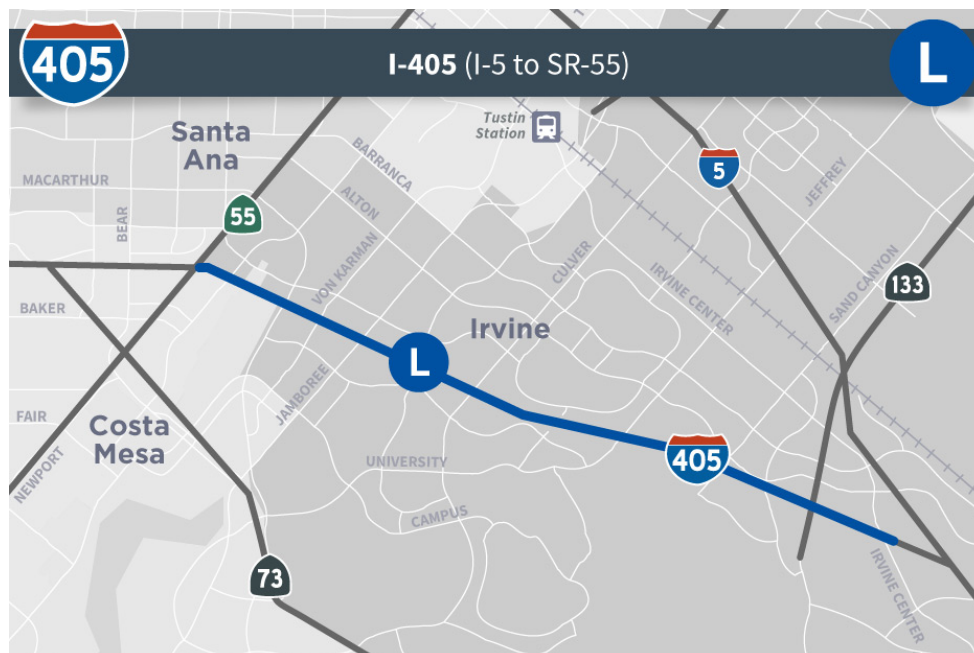 405
I-405 (I-5 to SR-55)
L
Tustin
Station
Santa
Ana
BARRANCA
5
JEFFREY
MACARTHUR
ALTON
BEAR
55
VON KARMAN
CULVER
IRVINE CENTER
SAND CANYON
133
BAKER
Irvine
L
JAMBOREE
FAIR
Costa
Mesa
405
UNIVERSITY
NEWPORT
CAMPUS
73
IRVINE CENTER